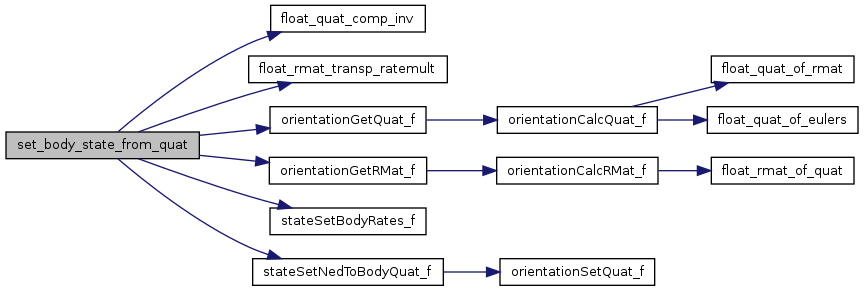 float_quat_comp_inv
float_rmat_transp_ratemult
float_quat_of_rmat
orientationGetQuat_f
orientationCalcQuat_f
float_quat_of_eulers
set_body_state_from_quat
orientationGetRMat_f
orientationCalcRMat_f
float_rmat_of_quat
stateSetBodyRates_f
stateSetNedToBodyQuat_f
orientationSetQuat_f